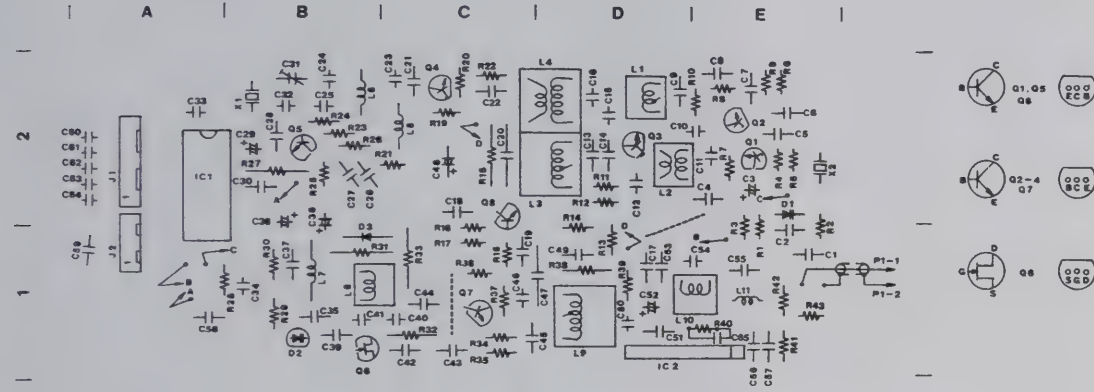 A B C D E
2
1
C31 C24 C23 C21 Q4 R20 R22 L4 C16 L1 C9 R10 C8 C7 R9 R6
C33 X1 C32 C25 L6 C22 C15 R8 C6
C60 C29 C28 Q5 R24 R23 L5 R19 C13 C14 Q3 C10 Q2 C5
C61 R26 C20
C62 R27 R21 C46 R15 R7 Q1
C63 J1 IC1 C30 R25 C27 C26 R11 L2 C11 C3 R4 R5 X2
C64 R12 C12 C4 C
C36 C38 C18 Q8 L3 D1
J2 D3 R16 R14 D R3 R1 C2 R2
C59 R30 C37 R31 R33 R17 R18 C19 C49 R13 C17 C53 C54 B C1
C B A L7 L8 R36 R38 R39 C55 P1-1
R28 C34 C44 Q7 R37 C46 C47 C52 L11 R42 P1-2
R29 C35 C41 C40 C50 L10 R43
C58 D2 C39 R32 R34 C45 C51 R40 R41
Q6 C42 C43 R35 L9 IC2 C65 C56 C57
C B E Q1,Q5 Q8 ECB
C B E Q2-4 Q7 BCE
D G S Q6 SGD